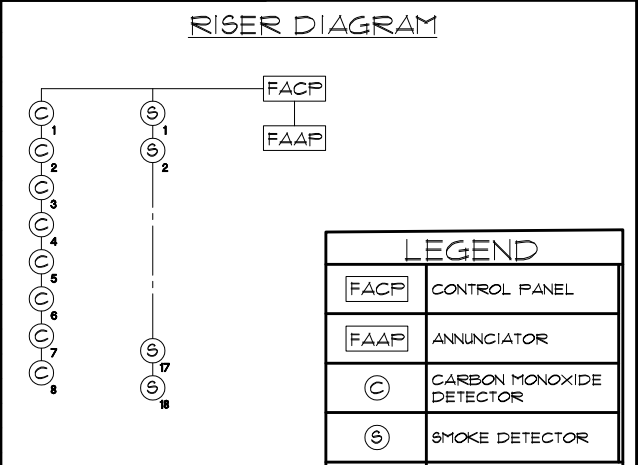 RISER DIAGRAM
FACP
C S
1 1
FAAP
C S
2 2
C
3
C
4
C
5
C
6
C S
7 17
C S
8 18
LEGEND
FACP CONTROL PANEL
FAAP ANNUNCIATOR
C CARBON MONOXIDE
DETECTOR
S SMOKE DETECTOR